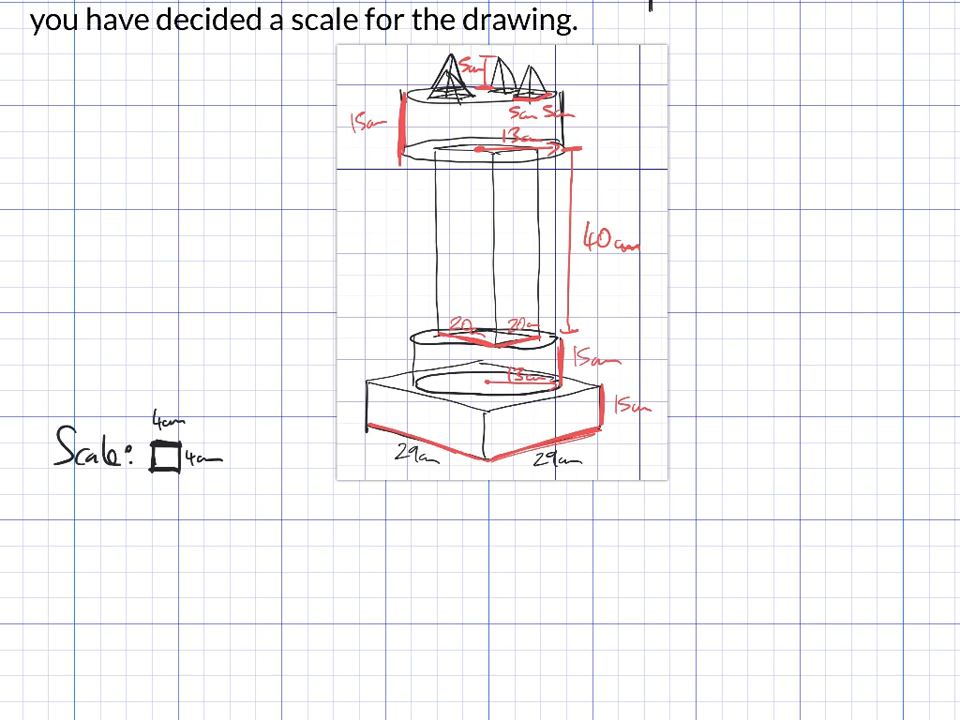 you have decided a scale for the drawing.
5cm
15cm
5cm 5cm
13cm
40cm
20cm 20cm
15cm
13cm
15cm
4cm
Scale: 4cm
29cm 29cm